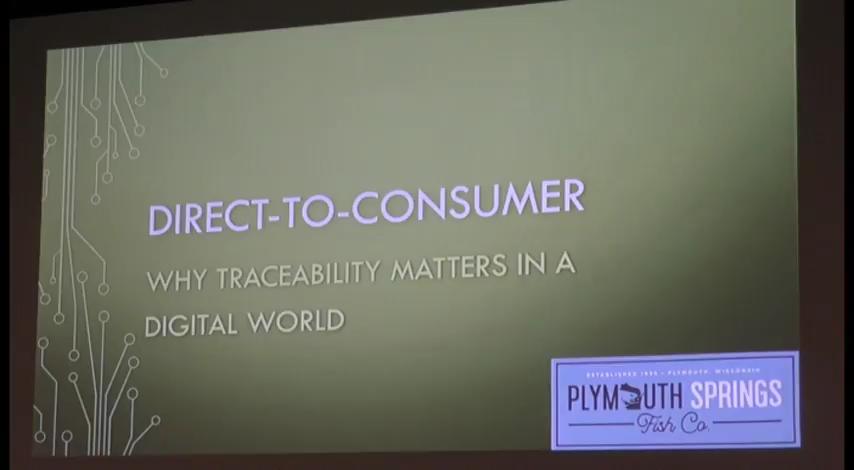 DIRECT-TO-CONSUMER
WHY TRACEABILITY MATTERS IN A
DIGITAL WORLD
PLYMOUTH SPRINGS
Fish Co.